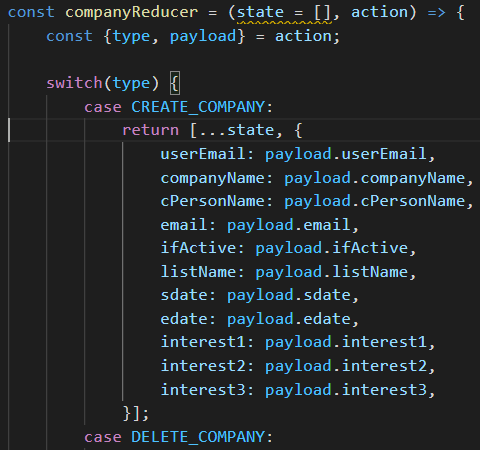 const companyReducer = (state = [], action) => {
const {type, payload} = action;
switch(type) {
case CREATE_COMPANY:
return [...state, {
userEmail: payload.userEmail,
companyName: payload.companyName,
cPersonName: payload.cPersonName,
email: payload.email,
ifActive: payload.ifActive,
listName: payload.listName,
sdate: payload.sdate,
edate: payload.edate,
interest1: payload.interest1,
interest2: payload.interest2,
interest3: payload.interest3,
}];
case DELETE_COMPANY: